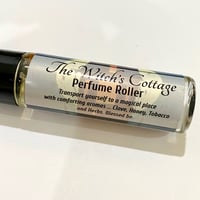 The Witch's Cottage
Perfume Roller
Transport yourself to a magical place
with comforting aromas ... Clove, Honey, Tobacco
and Herbs. Blessed be.